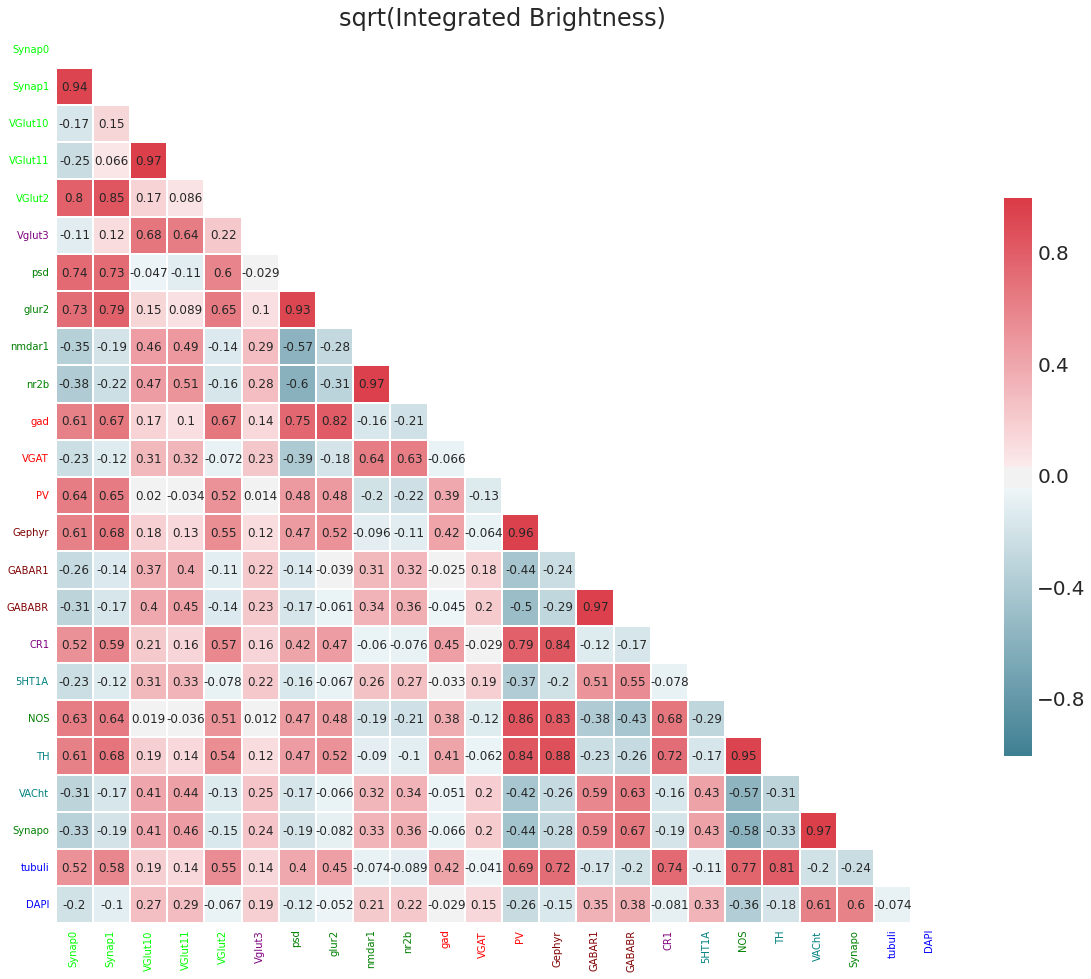 sqrt(Integrated Brightness)
Synap0
Synap1 0.94
VGlut10 -0.17 0.15
VGlut11 -0.25 0.066 0.97
VGlut2 0.8 0.85 0.17 0.086
Vglut3 -0.11 0.12 0.68 0.64 0.22
psd 0.74 0.73 -0.047 -0.11 0.6 -0.029
glur2 0.73 0.79 0.15 0.089 0.65 0.1 0.93
nmdar1 -0.35 -0.19 0.46 0.49 -0.14 0.29 -0.57 -0.28
nr2b -0.38 -0.22 0.47 0.51 -0.16 0.28 -0.6 -0.31 0.97
gad 0.61 0.67 0.17 0.1 0.67 0.14 0.75 0.82 -0.16 -0.21
VGAT -0.23 -0.12 0.31 0.32 -0.072 0.23 -0.39 -0.18 0.64 0.63 -0.066
PV 0.64 0.65 0.02 -0.034 0.52 0.014 0.48 0.48 -0.2 -0.22 0.39 -0.13
Gephyr 0.61 0.68 0.18 0.13 0.55 0.12 0.47 0.52 -0.096 -0.11 0.42 -0.064 0.96
GABAR1 -0.26 -0.14 0.37 0.4 -0.11 0.22 -0.14 -0.039 0.31 0.32 -0.025 0.18 -0.44 -0.24
GABABR -0.31 -0.17 0.4 0.45 -0.14 0.23 -0.17 -0.061 0.34 0.36 -0.045 0.2 -0.5 -0.29 0.97
CR1 0.52 0.59 0.21 0.16 0.57 0.16 0.42 0.47 -0.06 -0.076 0.45 -0.029 0.79 0.84 -0.12 -0.17
5HT1A -0.23 -0.12 0.31 0.33 -0.078 0.22 -0.16 -0.067 0.26 0.27 -0.033 0.19 -0.37 -0.2 0.51 0.55 -0.078
NOS 0.63 0.64 0.019 -0.036 0.51 0.012 0.47 0.48 -0.19 -0.21 0.38 -0.12 0.86 0.83 -0.38 -0.43 0.68 -0.29
TH 0.61 0.68 0.19 0.14 0.54 0.12 0.47 0.52 -0.09 -0.1 0.41 -0.062 0.84 0.88 -0.23 -0.26 0.72 -0.17 0.95
VACht -0.31 -0.17 0.41 0.44 -0.13 0.25 -0.17 -0.066 0.32 0.34 -0.051 0.2 -0.42 -0.26 0.59 0.63 -0.16 0.43 -0.57 -0.31
Synapo -0.33 -0.19 0.41 0.46 -0.15 0.24 -0.19 -0.082 0.33 0.36 -0.066 0.2 -0.44 -0.28 0.59 0.67 -0.19 0.43 -0.58 -0.33 0.97
tubuli 0.52 0.58 0.19 0.14 0.55 0.14 0.4 0.45 -0.074 -0.089 0.42 -0.041 0.69 0.72 -0.17 -0.2 0.74 -0.11 0.77 0.81 -0.2 -0.24
DAPI -0.2 -0.1 0.27 0.29 -0.067 0.19 -0.12 -0.052 0.21 0.22 -0.029 0.15 -0.26 -0.15 0.35 0.38 -0.081 0.33 -0.36 -0.18 0.61 0.6 -0.074
Synap0 Synap1 VGlut10 VGlut11 VGlut2 Vglut3 psd glur2 nmdar1 nr2b gad VGAT PV Gephyr GABAR1 GABABR CR1 5HT1A NOS TH VACht Synapo tubuli DAPI
0.8
0.4
0.0
−0.4
−0.8